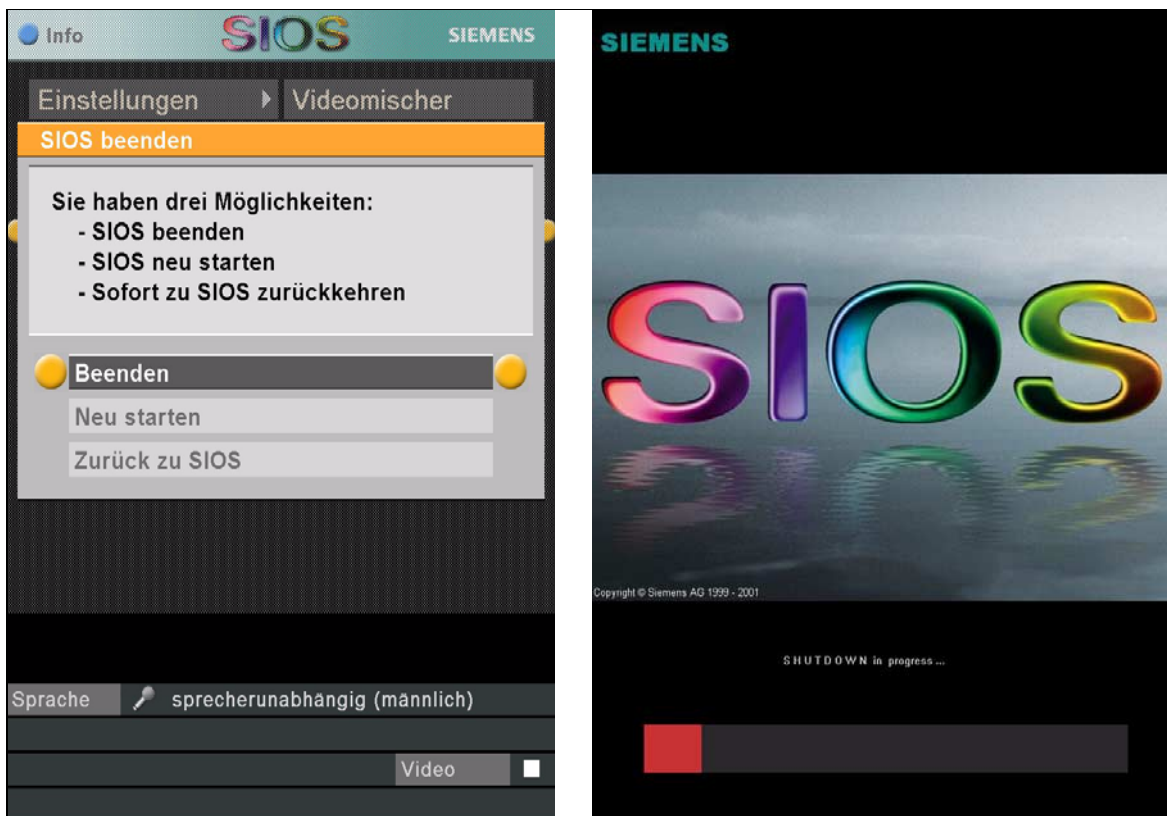 Info
SIOS
SIEMENS
Einstellungen
Videomischer
SIOS beenden
Sie haben drei Möglichkeiten:
- SIOS beenden
- SIOS neu starten
- Sofort zu SIOS zurückkehren
Beenden
Neu starten
Zurück zu SIOS
Sprache
sprecherunabhängig (männlich)
Video
SIEMENS
SIOS
Copyright © Siemens AG 1999 - 2001
SHUTDOWN in progress ...